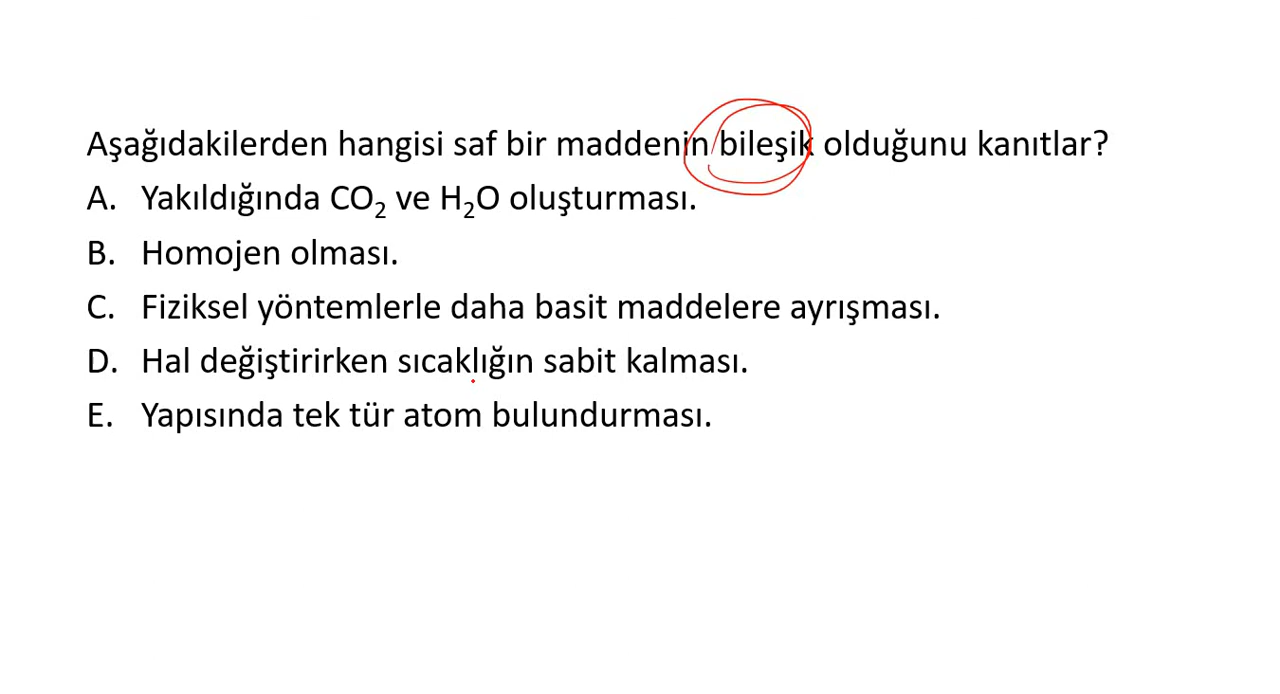 Aşağıdakilerden hangisi saf bir maddenin bileşik olduğunu kanıtlar?
A. Yakıldığında CO₂ ve H₂O oluşturması.
B. Homojen olması.
C. Fiziksel yöntemlerle daha basit maddelere ayrışması.
D. Hal değiştirirken sıcaklığın sabit kalması.
E. Yapısında tek tür atom bulundurması.